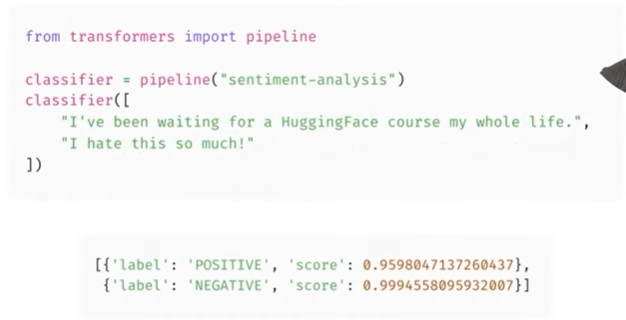 from transformers import pipeline
classifier = pipeline("sentiment-analysis")
classifier([
    "I've been waiting for a HuggingFace course my whole life.",
    "I hate this so much!"
])
[{'label': 'POSITIVE', 'score': 0.9598047137260437},
 {'label': 'NEGATIVE', 'score': 0.9994558095932007}]